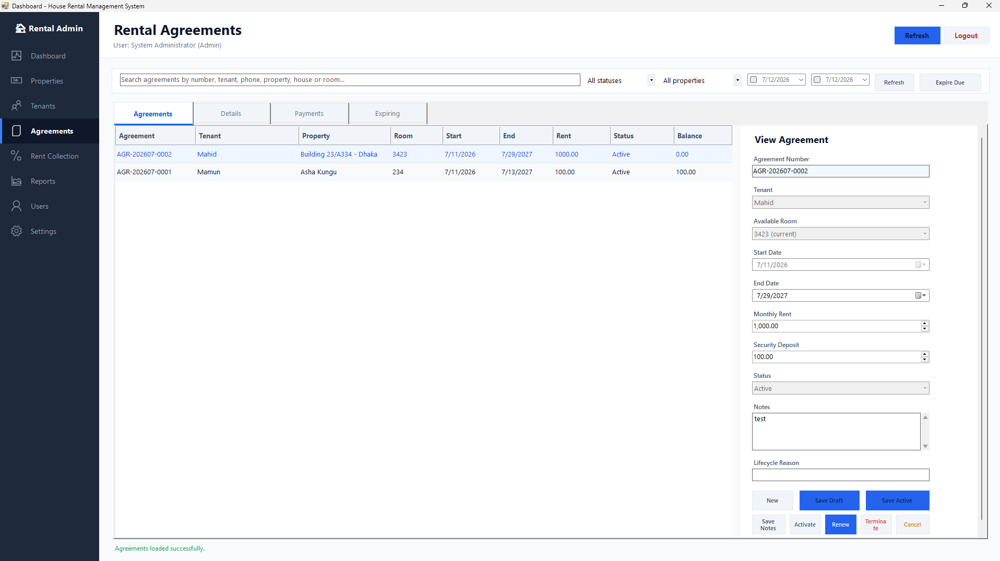 Dashboard - House Rental Management System
Rental Admin
Dashboard
Properties
Tenants
Agreements
Rent Collection
Reports
Users
Settings
Rental Agreements
User: System Administrator (Admin)
Refresh
Logout
Search agreements by number, tenant, phone, property, house or room...
All statuses
All properties
7/12/2026
7/12/2026
Refresh
Expire Due
Agreements
Details
Payments
Expiring
Agreement Tenant Property Room Start End Rent Status Balance
AGR-202607-0002 Mahid Building 23/A334 - Dhaka 3423 7/11/2026 7/29/2027 1000.00 Active 0.00
AGR-202607-0001 Mamun Asha Kungu 234 7/11/2026 7/13/2027 100.00 Active 100.00
View Agreement
Agreement Number
AGR-202607-0002
Tenant
Mahid
Available Room
3423 (current)
Start Date
7/11/2026
End Date
7/29/2027
Monthly Rent
1,000.00
Security Deposit
100.00
Status
Active
Notes
test
Lifecycle Reason
New
Save Draft
Save Active
Save
Notes
Activate
Renew
Termina
te
Cancel
Agreements loaded successfully.